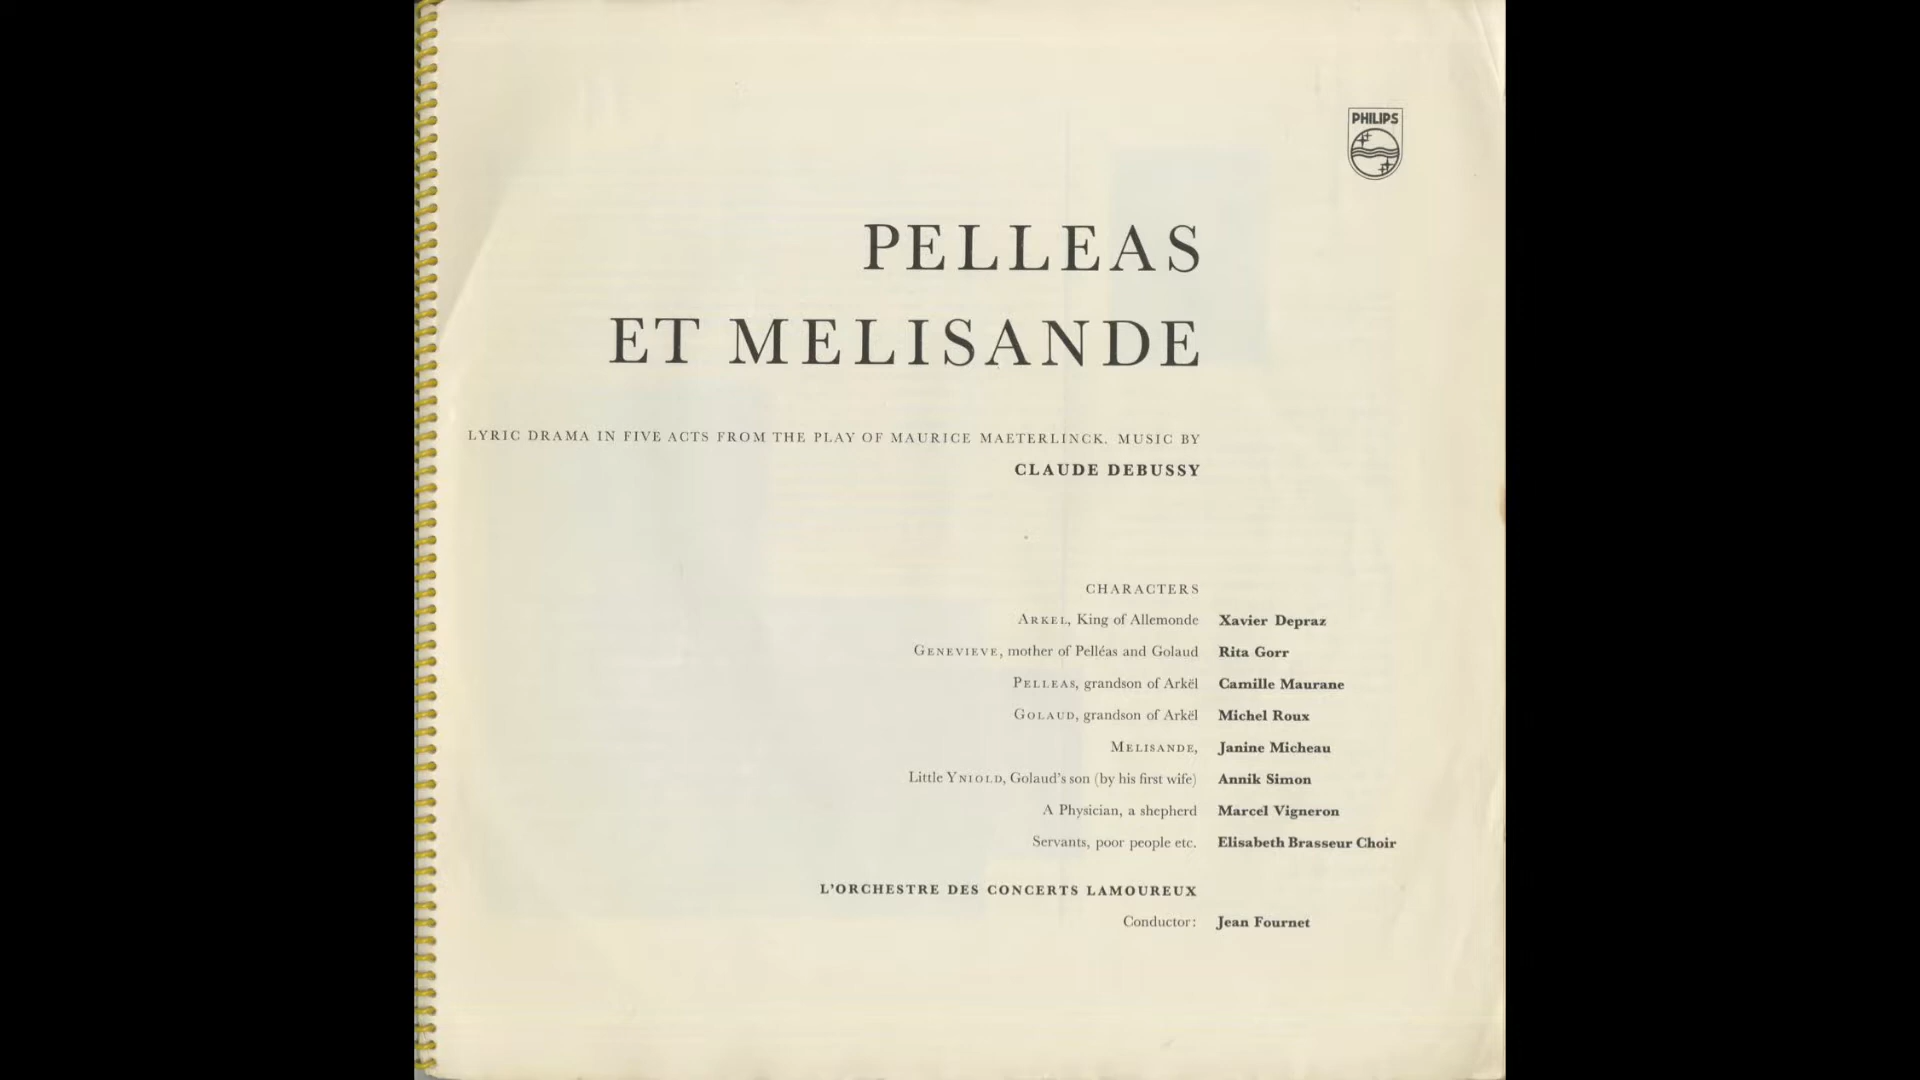 PHILIPS
PELLEAS
ET MELISANDE
LYRIC DRAMA IN FIVE ACTS FROM THE PLAY OF MAURICE MAETERLINCK. MUSIC BY
CLAUDE DEBUSSY
CHARACTERS
ARKEL, King of Allemonde Xavier Depraz
GENEVIEVE, mother of Pelléas and Golaud Rita Gorr
PELLEAS, grandson of Arkël Camille Maurane
GOLAUD, grandson of Arkël Michel Roux
MELISANDE, Janine Micheau
Little YNIOLD, Golaud's son (by his first wife) Annik Simon
A Physician, a shepherd Marcel Vigneron
Servants, poor people etc. Elisabeth Brasseur Choir
L'ORCHESTRE DES CONCERTS LAMOUREUX
Conductor: Jean Fournet